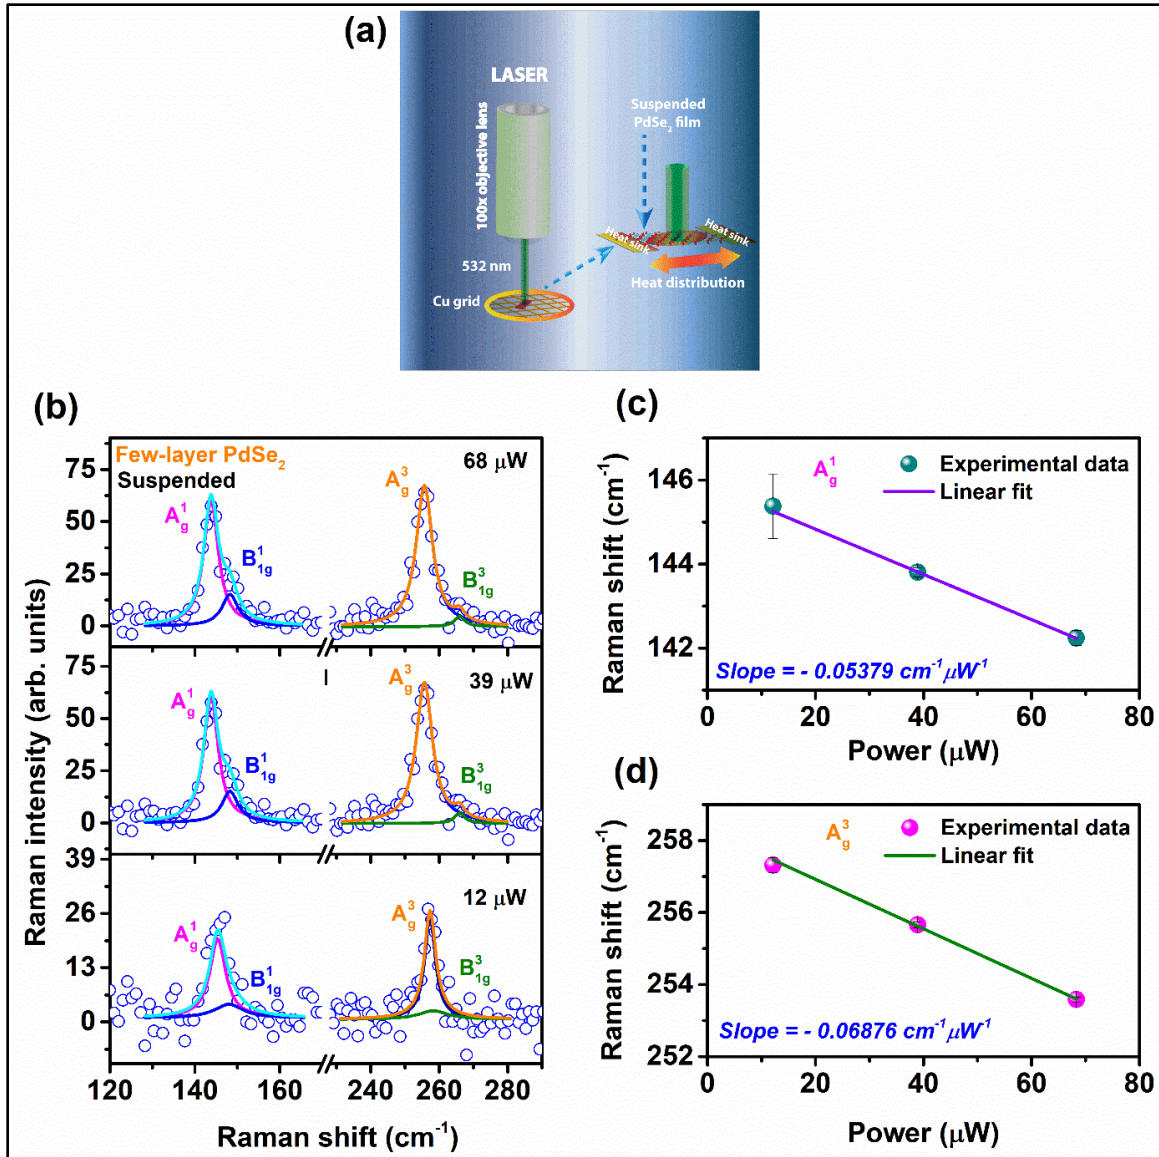 (a)
LASER
100x objective lens
532 nm
Cu grid
Suspended
PdSe₂ film
Heat sink
Heat sink
Heat distribution
(b)
Few-layer PdSe₂
Suspended
68 μW
A¹g
B¹1g
A³g
B³1g
75
50
25
0
39 μW
A¹g
B¹1g
A³g
B³1g
75
50
25
0
12 μW
A¹g
B¹1g
A³g
B³1g
39
26
13
0
120 140 160 240 260 280
Raman shift (cm⁻¹)
Raman intensity (arb. units)
(c)
A¹g
Experimental data
Linear fit
Slope = - 0.05379 cm⁻¹μW⁻¹
146
144
142
0 20 40 60 80
Power (μW)
Raman shift (cm⁻¹)
(d)
A³g
Experimental data
Linear fit
Slope = - 0.06876 cm⁻¹μW⁻¹
258
256
254
252
0 20 40 60 80
Power (μW)
Raman shift (cm⁻¹)